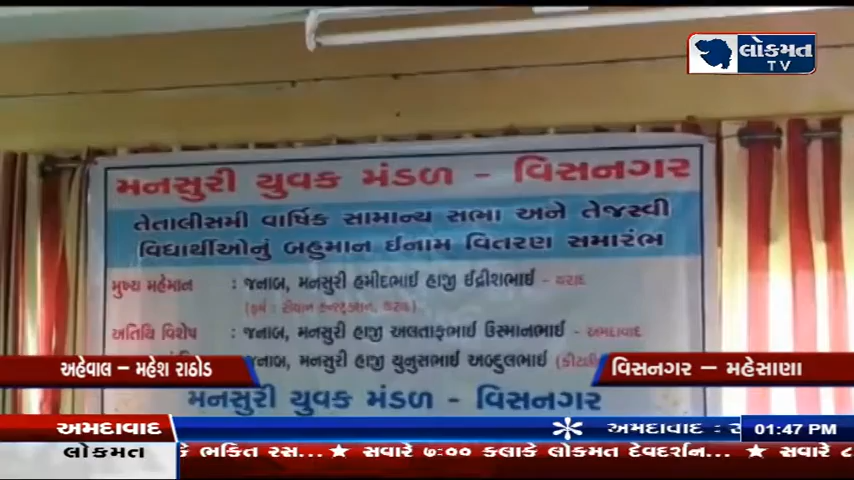 લોકમત
TV
મનસુરી યુવક મંડળ - વિસનગર
તેતાલીસમી વાર્ષિક સામાન્ય સભા અને તેજસ્વી
વિદ્યાર્થીઓનું બહુમાન ઈનામ વિતરણ સમારંભ
મુખ્ય મહેમાન : જનાબ, મનસુરી હમીદભાઈ હાજી ઈદ્રીશભાઈ - થરાદ
અતિથિ વિશેષ : જનાબ, મનસુરી હાજી અલતાફભાઈ ઉસ્માનભાઈ - અમદાવાદ
જનાબ, મનસુરી હાજી યુનુસભાઈ અબ્દુલભાઈ
અહેવાલ – મહેશ રાઠોડ
વિસનગર – મહેસાણા
મનસુરી યુવક મંડળ - વિસનગર
અમદાવાદ
અમદાવાદ :
01:47 PM
લોકમત
ભકિત રસ...★ સવારે ૭:૦૦ કલાકે લોકમત દેવદર્શન...★ સવારે